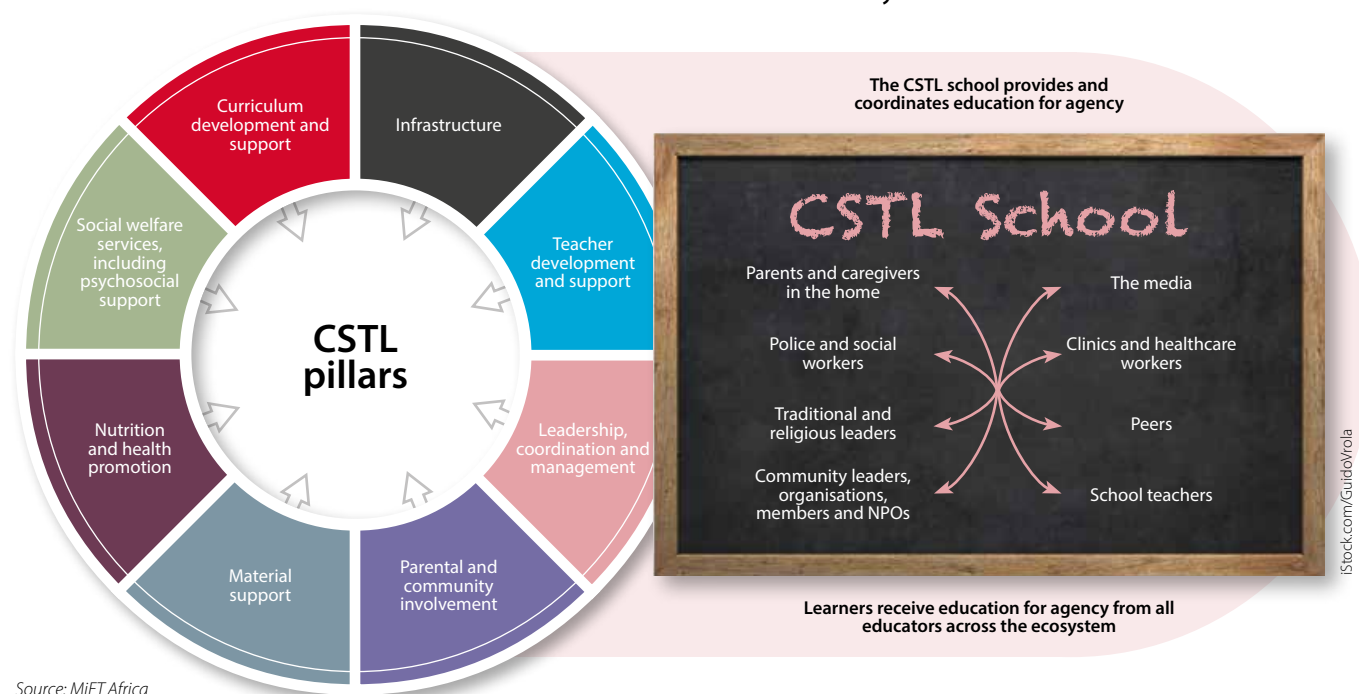 Curriculum
development and
support
Infrastructure
Teacher
development
and support
Leadership,
coordination and
management
Parental and
community
involvement
Material
support
Nutrition
and health
promotion
Social welfare
services,
including
psychosocial
support
CSTL
pillars
The CSTL school provides and
coordinates education for agency
CSTL School
Parents and caregivers
in the home
Police and social
workers
Traditional and
religious leaders
Community leaders,
organisations,
members and NPOs
The media
Clinics and healthcare
workers
Peers
School teachers
Learners receive education for agency from all
educators across the ecosystem
iStock.com/GuidoVrola
Source: MiET Africa